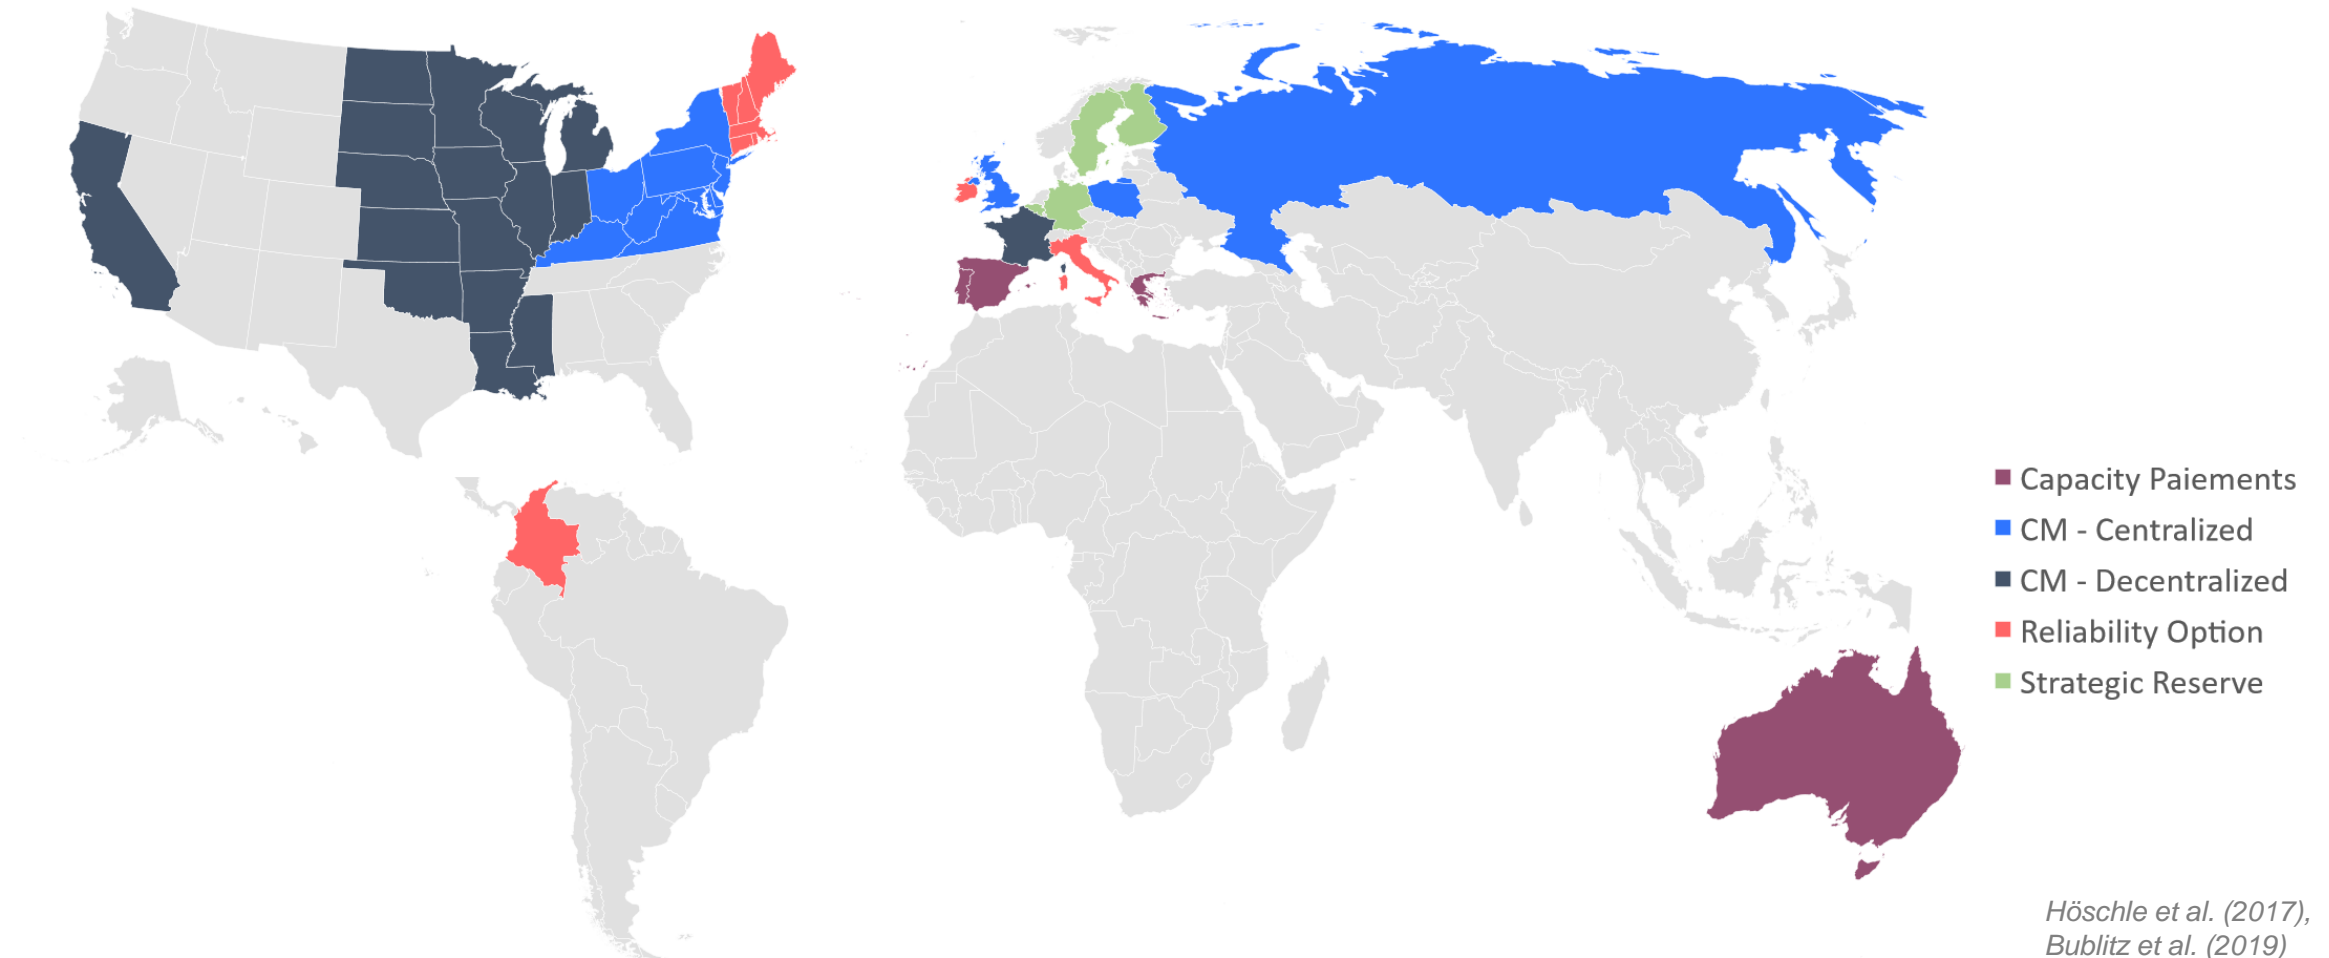 Capacity Paiements
CM - Centralized
CM - Decentralized
Reliability Option
Strategic Reserve
Höschle et al. (2017),
Bublitz et al. (2019)